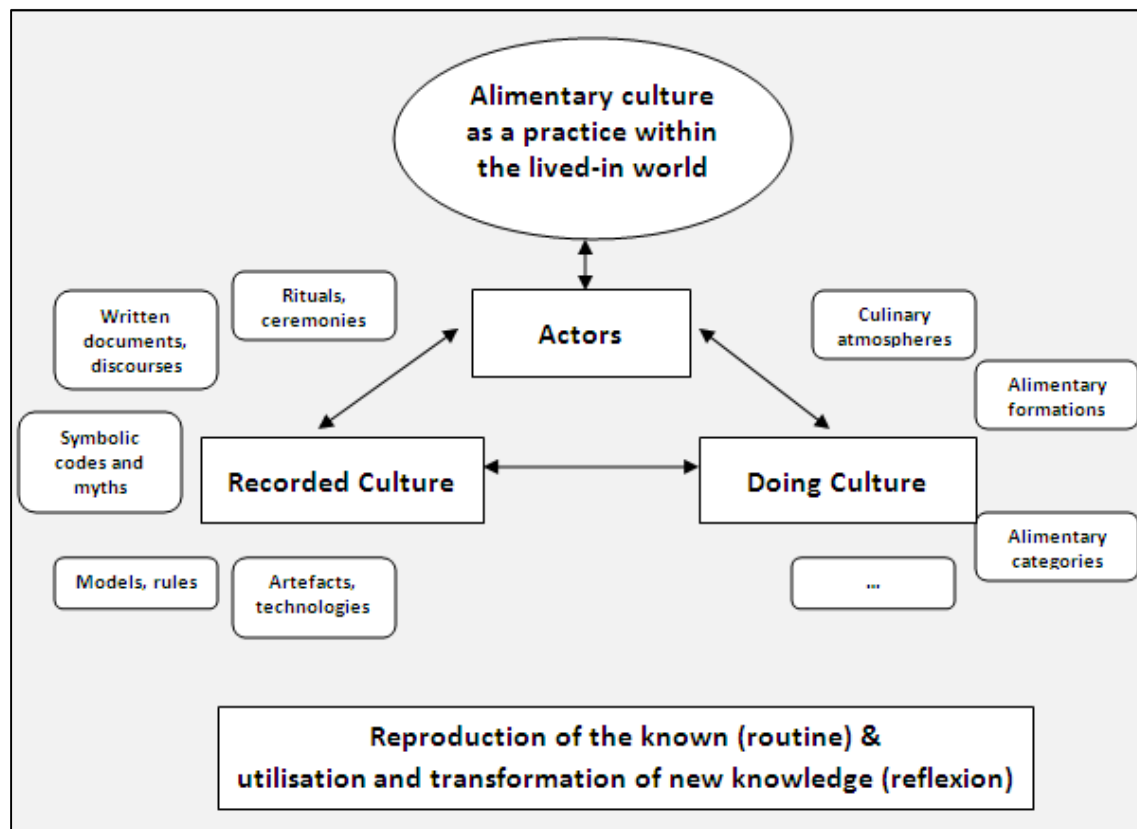 Alimentary culture
as a practice within
the lived-in world
Actors
Rituals,
ceremonies
Written
documents,
discourses
Symbolic
codes and
myths
Models, rules
Artefacts,
technologies
Recorded Culture
Doing Culture
Culinary
atmospheres
Alimentary
formations
Alimentary
categories
...
Reproduction of the known (routine) &
utilisation and transformation of new knowledge (reflexion)